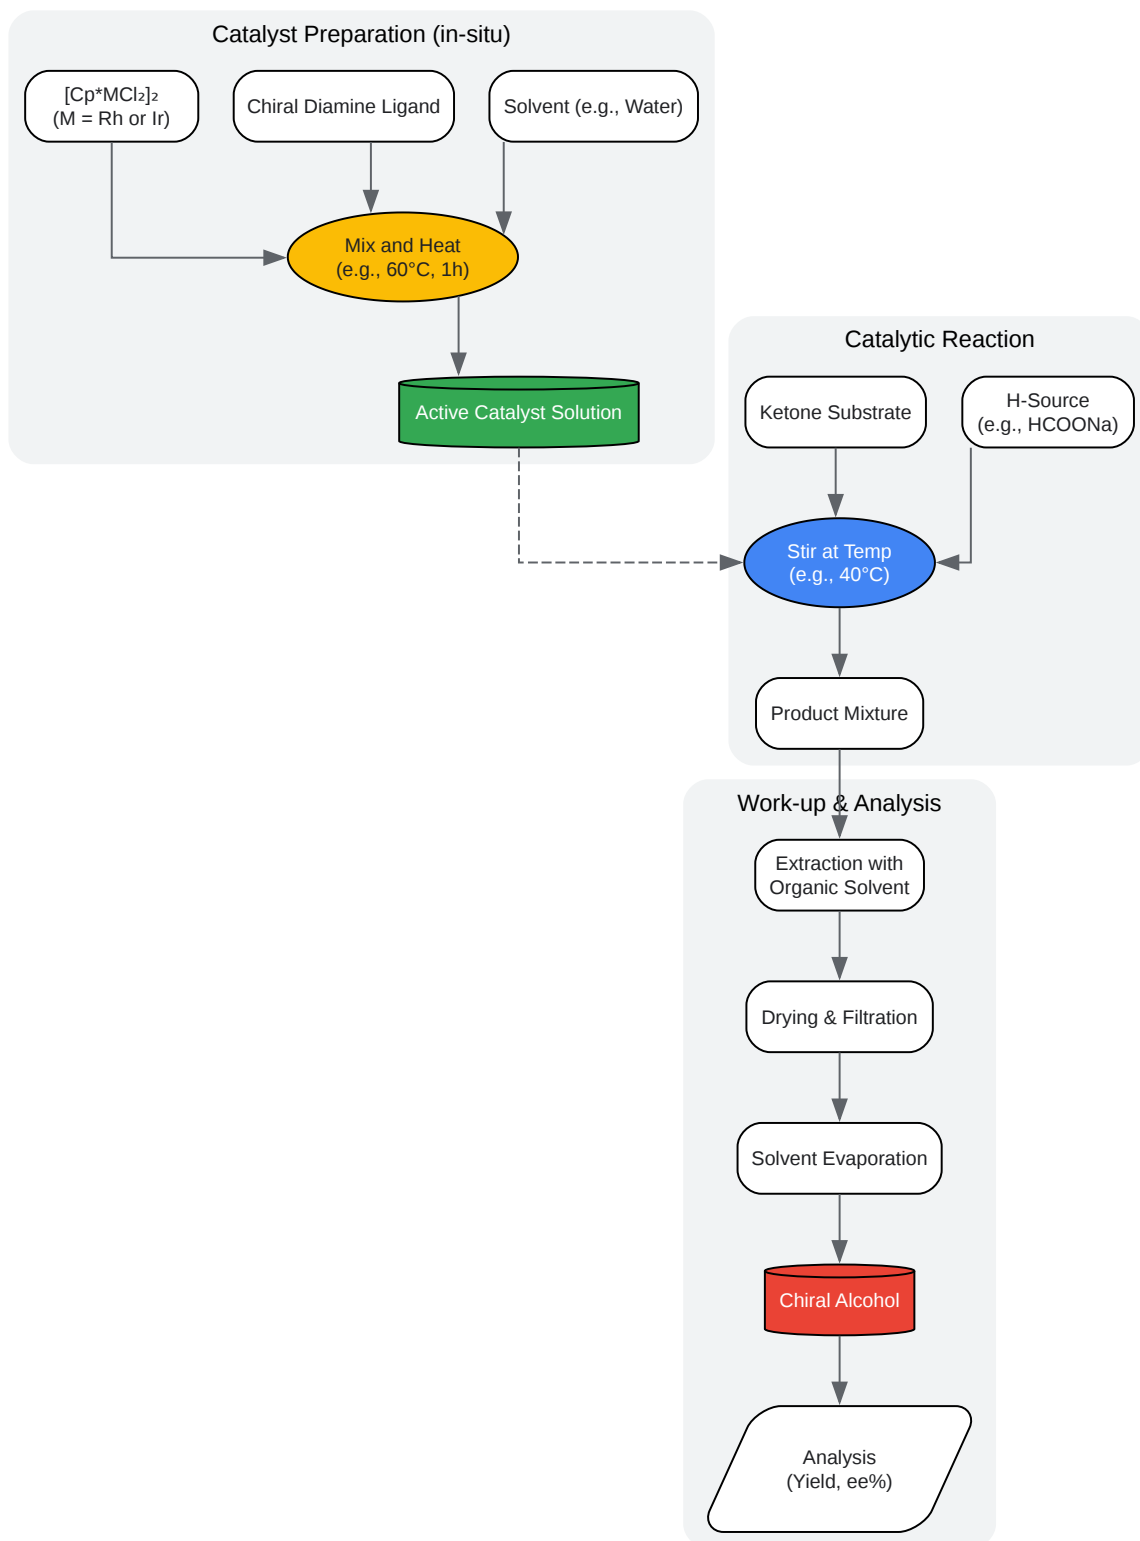 Catalyst Preparation (in-situ)
[Cp*MCl₂]₂
(M = Rh or Ir)
Chiral Diamine Ligand
Solvent (e.g., Water)
Mix and Heat
(e.g., 60°C, 1h)
Active Catalyst Solution
Catalytic Reaction
Ketone Substrate
H-Source
(e.g., HCOONa)
Stir at Temp
(e.g., 40°C)
Product Mixture
Work-up & Analysis
Extraction with
Organic Solvent
Drying & Filtration
Solvent Evaporation
Chiral Alcohol
Analysis
(Yield, ee%)